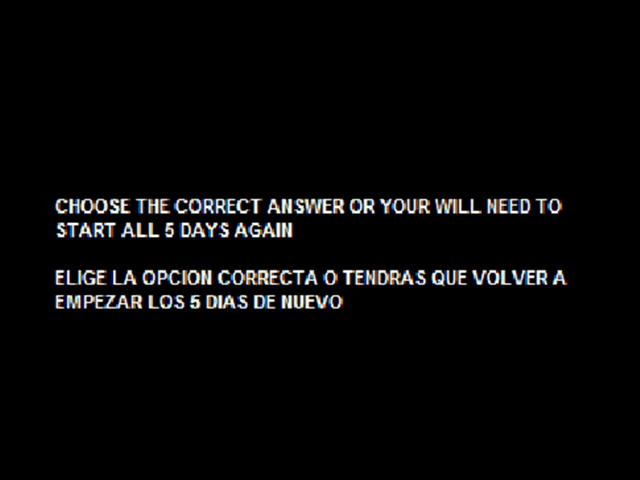 CHOOSE THE CORRECT ANSWER OR YOUR WILL NEED TO
START ALL 5 DAYS AGAIN
ELIGE LA OPCION CORRECTA O TENDRAS QUE VOLVER A
EMPEZAR LOS 5 DIAS DE NUEVO